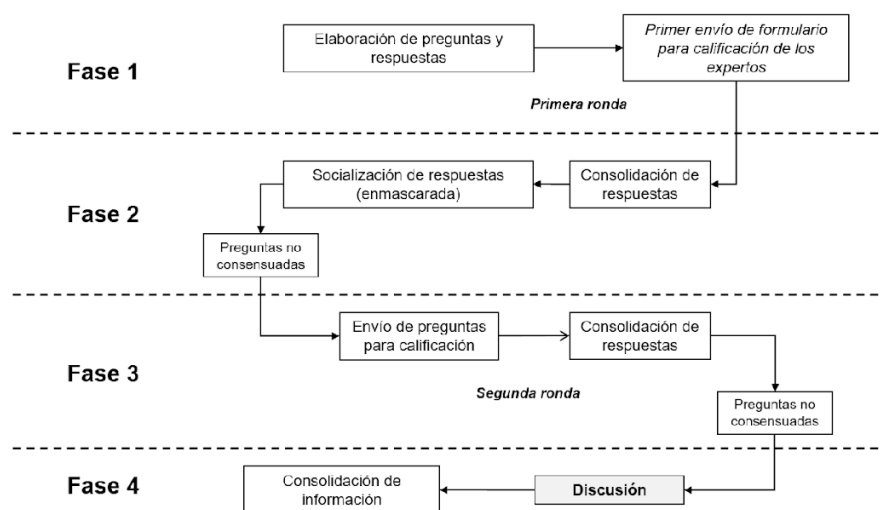 Fase 1
Elaboración de preguntas y
respuestas
Primer envío de formulario
para calificación de los
expertos
Primera ronda
Fase 2
Socialización de respuestas
(enmascarada)
Consolidación de
respuestas
Preguntas no
consensuadas
Fase 3
Envío de preguntas
para calificación
Consolidación de
respuestas
Segunda ronda
Preguntas no
consensuadas
Fase 4
Consolidación de
información
Discusión